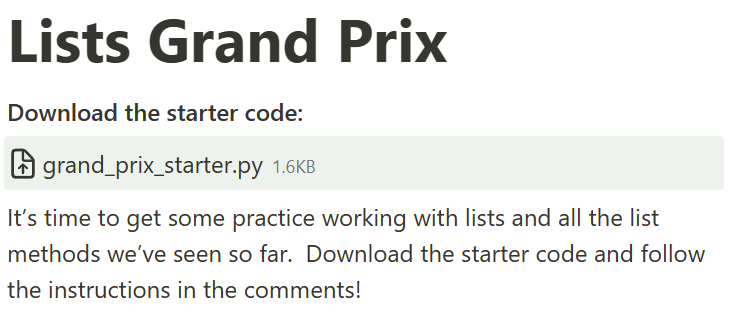 Lists Grand Prix
Download the starter code:
grand_prix_starter.py 1.6KB
It’s time to get some practice working with lists and all the list
methods we’ve seen so far.  Download the starter code and follow
the instructions in the comments!